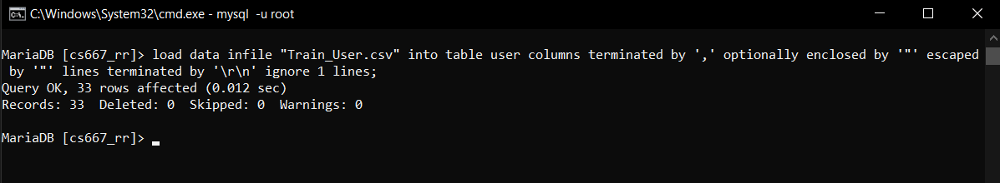 C:\Windows\System32\cmd.exe - mysql  -u root
MariaDB [cs667_rr]> load data infile "Train_User.csv" into table user columns terminated by ',' optionally enclosed by '"' escaped
 by '"' lines terminated by '\r\n' ignore 1 lines;
Query OK, 33 rows affected (0.012 sec)
Records: 33  Deleted: 0  Skipped: 0  Warnings: 0
MariaDB [cs667_rr]>